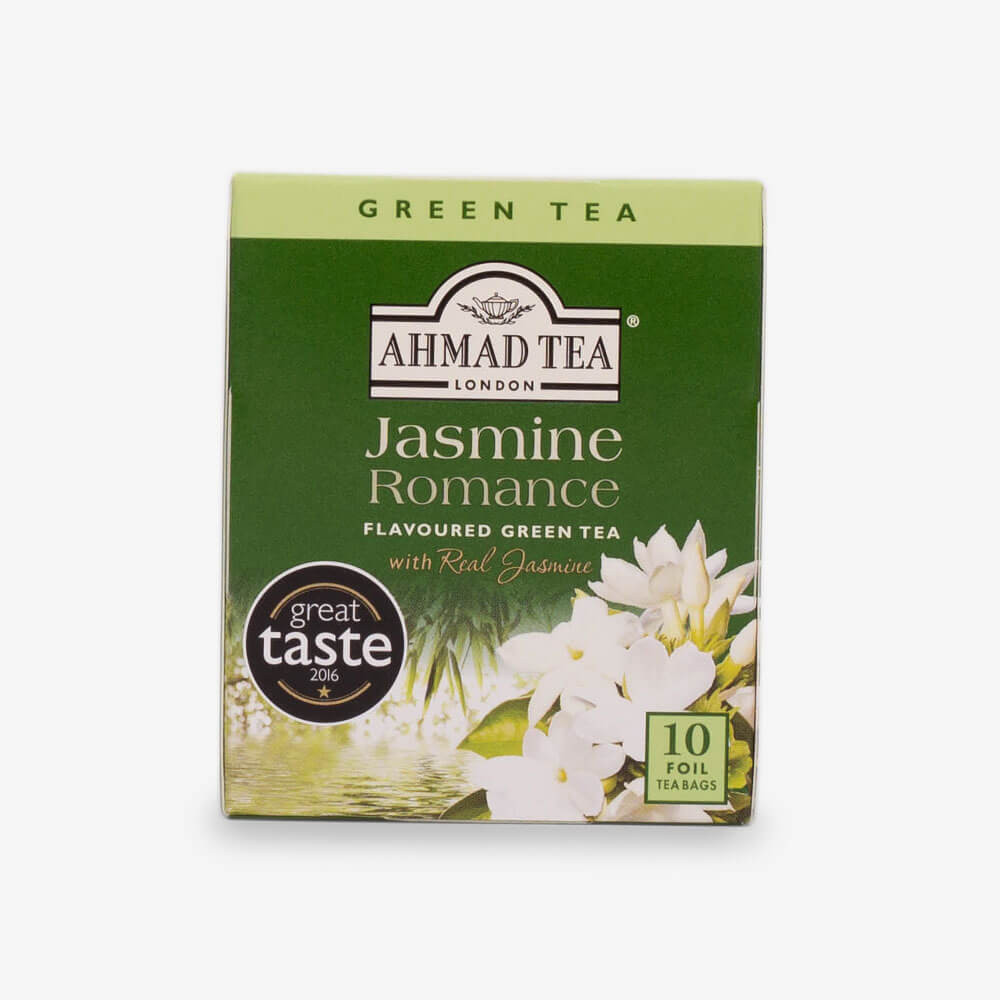 GREEN TEA
AHMAD TEA®
LONDON
Jasmine
Romance
FLAVOURED GREEN TEA
with Real Jasmine
great
taste
2016
10
FOIL
TEA BAGS